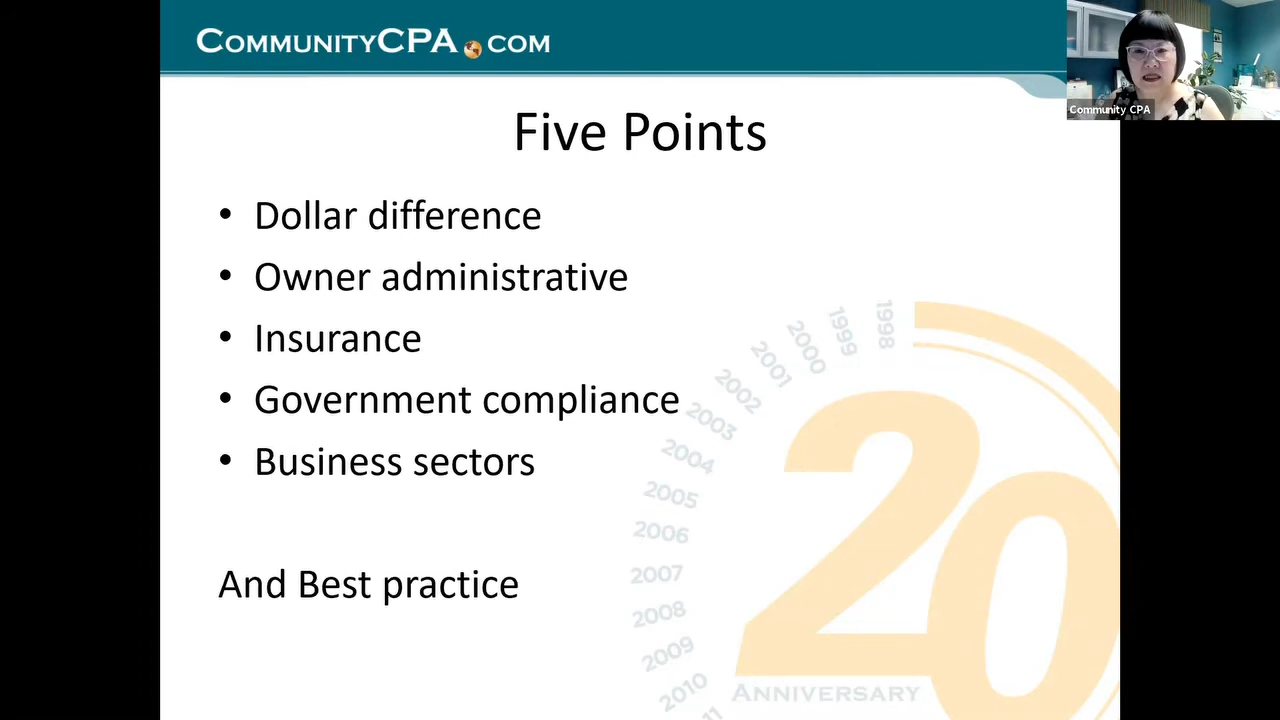 COMMUNITYCPA.COM
Community CPA
Five Points
• Dollar difference
• Owner administrative
• Insurance
• Government compliance
• Business sectors
And Best practice
1998
1999
2000
2001
2002
2003
2004
2005
2006
2007
2008
2009
2010
11
20
ANNIVERSARY